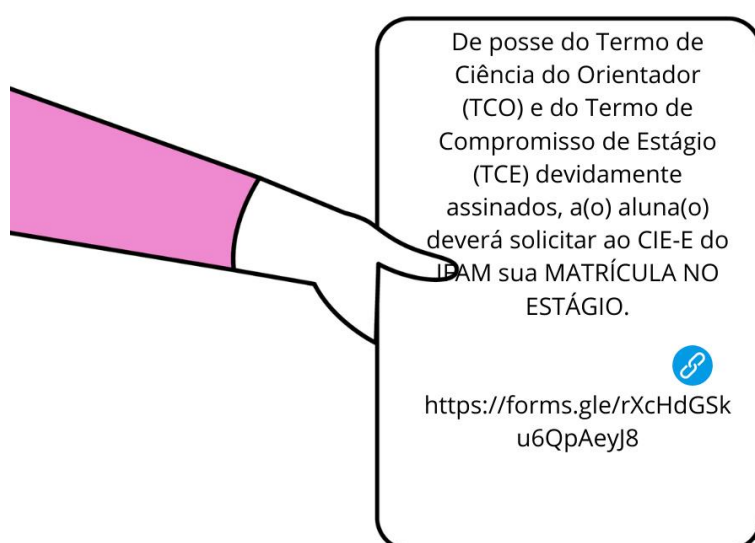 De posse do Termo de
Ciência do Orientador
(TCO) e do Termo de
Compromisso de Estágio
(TCE) devidamente
assinados, a(o) aluna(o)
deverá solicitar ao CIE-E do
IFAM sua MATRÍCULA NO
ESTÁGIO.
https://forms.gle/rXcHdGSk
u6QpAeyJ8